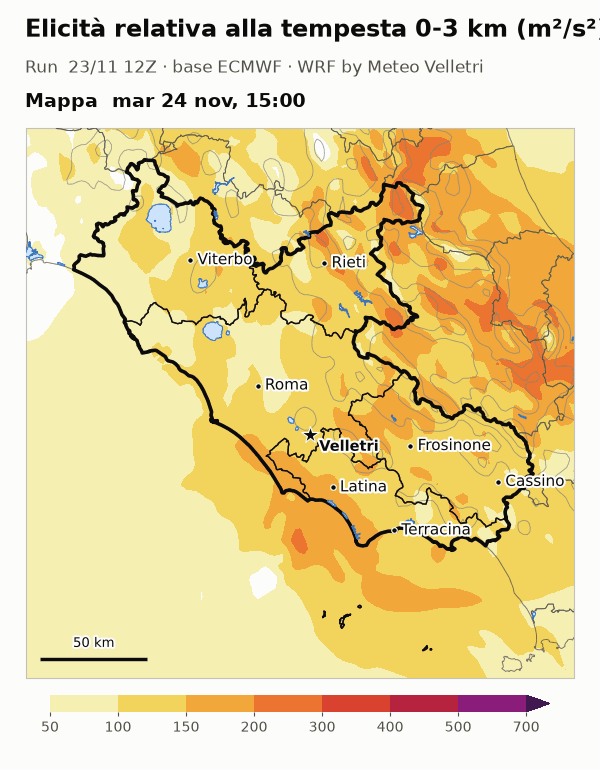 Elicità relativa alla tempesta 0-3 km (m²/s²)
Run 23/11 12Z · base ECMWF · WRF by Meteo Velletri
Mappa mar 24 nov, 15:00
Viterbo
Rieti
Roma
Velletri
Frosinone
Cassino
Latina
Terracina
50 km
50 100 150 200 300 400 500 700